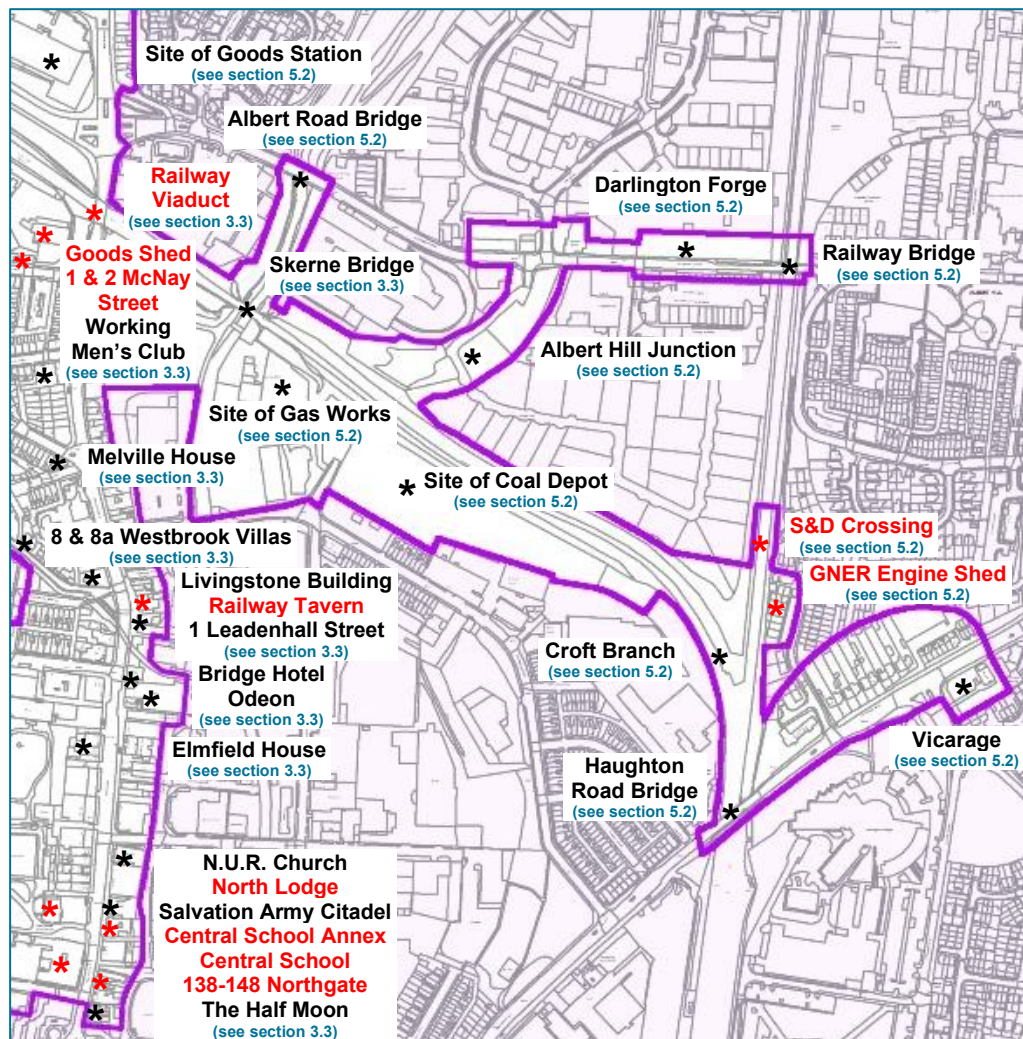 Site of Goods Station
(see section 5.2)
Albert Road Bridge
(see section 5.2)
Railway
Viaduct
(see section 3.3)
Darlington Forge
(see section 5.2)
Goods Shed
1 & 2 McNay
Street
Working
Men's Club
(see section 3.3)
Skerne Bridge
(see section 3.3)
Railway Bridge
(see section 5.2)
Albert Hill Junction
(see section 5.2)
Site of Gas Works
(see section 5.2)
Melville House
(see section 3.3)
Site of Coal Depot
(see section 5.2)
8 & 8a Westbrook Villas
(see section 3.3)
S&D Crossing
(see section 5.2)
GNER Engine Shed
(see section 5.2)
Livingstone Building
Railway Tavern
1 Leadenhall Street
(see section 3.3)
Croft Branch
(see section 5.2)
Bridge Hotel
Odeon
(see section 3.3)
Elmfield House
(see section 3.3)
Vicarage
(see section 5.2)
Haughton
Road Bridge
(see section 5.2)
N.U.R. Church
North Lodge
Salvation Army Citadel
Central School Annex
Central School
138-148 Northgate
The Half Moon
(see section 3.3)